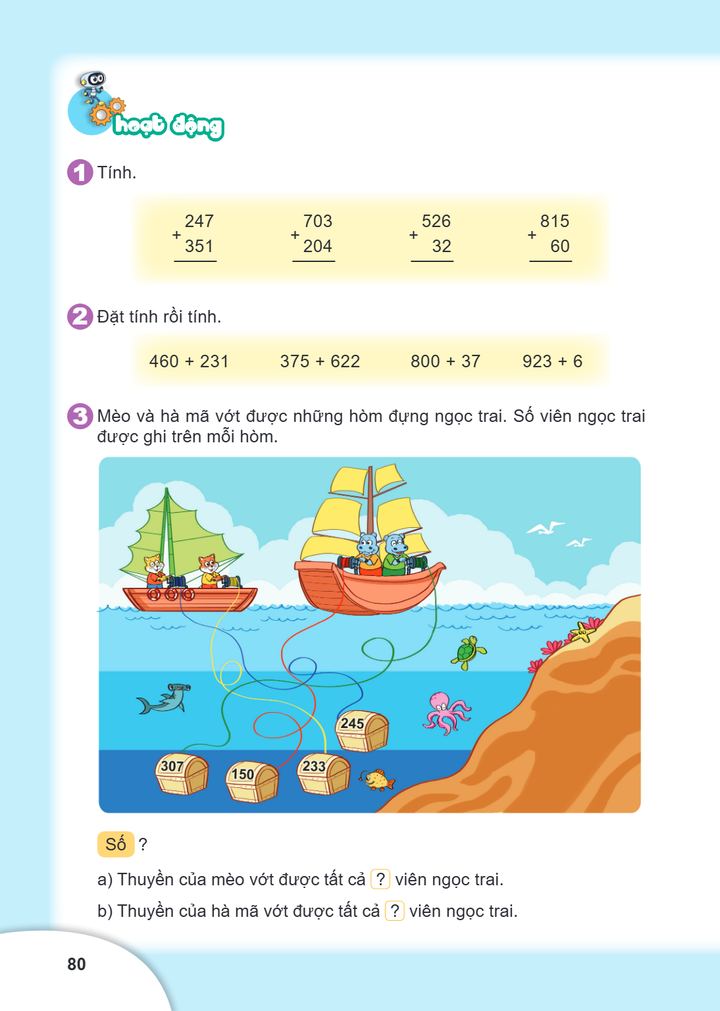 hoạt động
1 Tính.
247 703 526 815
+ + + +
351 204 32 60
2 Đặt tính rồi tính.
460 + 231 375 + 622 800 + 37 923 + 6
3 Mèo và hà mã vớt được những hòm đựng ngọc trai. Số viên ngọc trai
được ghi trên mỗi hòm.
245
307 150 233
Số ?
a) Thuyền của mèo vớt được tất cả ? viên ngọc trai.
b) Thuyền của hà mã vớt được tất cả ? viên ngọc trai.
80